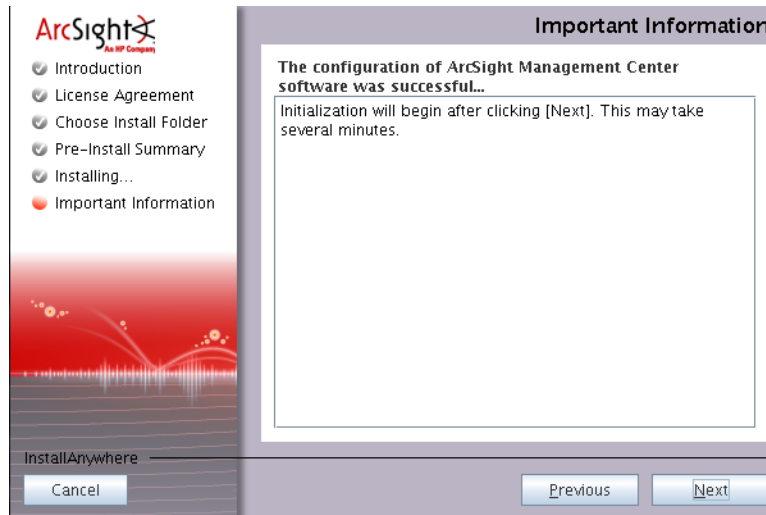 ArcSight
An HP Company
Important Information
Introduction
License Agreement
Choose Install Folder
Pre-Install Summary
Installing...
Important Information
The configuration of ArcSight Management Center
software was successful...
Initialization will begin after clicking [Next]. This may take
several minutes.
InstallAnywhere
Cancel
Previous
Next